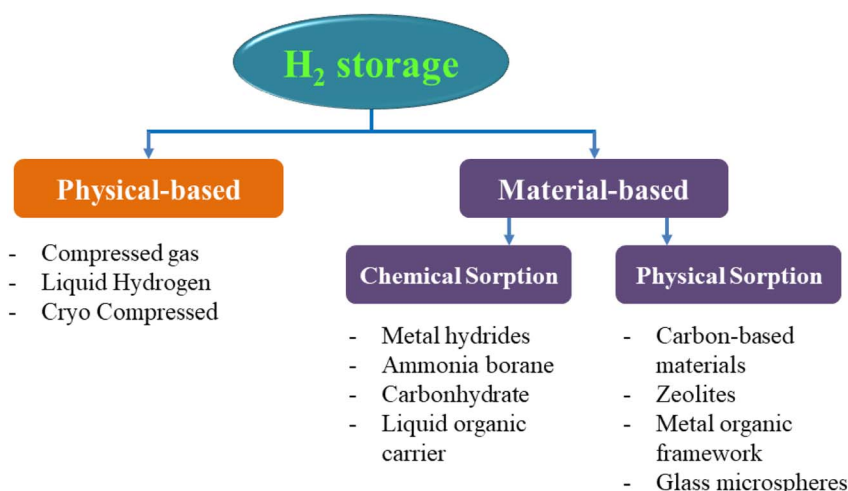 H₂ storage
Physical-based
- Compressed gas
- Liquid Hydrogen
- Cryo Compressed
Material-based
Chemical Sorption
- Metal hydrides
- Ammonia borane
- Carbonhydrate
- Liquid organic
carrier
Physical Sorption
- Carbon-based
materials
- Zeolites
- Metal organic
framework
- Glass microspheres